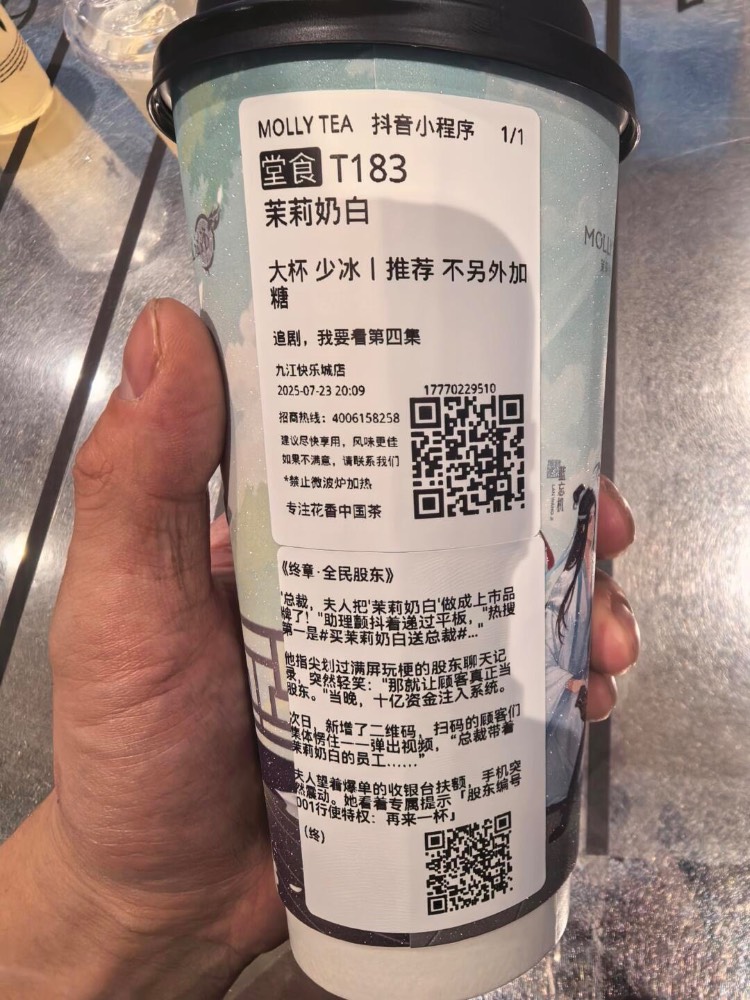 MOLLY TEA 抖音小程序 1/1
堂食 T183
茉莉奶白
大杯 少冰丨推荐 不另外加
糖
追剧，我要看第四集
九江快乐城店
2025-07-23 20:09 17770229510
招商热线：4006158258
建议尽快享用，风味更佳
如果不满意，请联系我们
*禁止微波炉加热
专注花香中国茶
《终章·全民股东》
"总裁，夫人把'茉莉奶白'做成上市品
牌了！"助理颤抖着递过平板，"热搜
第一是#买茉莉奶白送总裁#..."
他指尖划过满屏玩梗的股东聊天记
录，突然轻笑："那就让顾客真正当
股东。"当晚，十亿资金注入系统。
次日，新增了二维码，扫码的顾客们
集体愣住——弹出视频，"总裁带着
茉莉奶白的员工……"
夫人望着爆单的收银台扶额，手机突
然震动。她看着专属提示「股东编号
001行使特权：再来一杯」
（终）
MOLLY